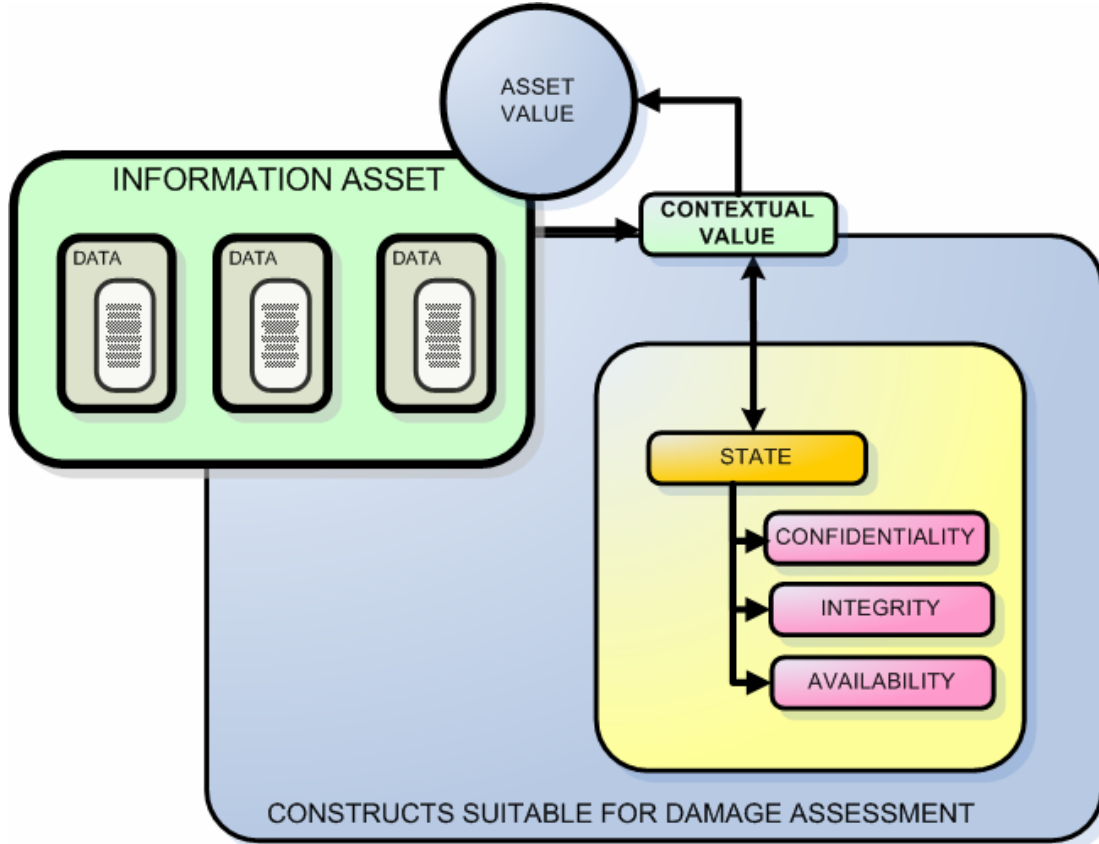 ASSET
VALUE
INFORMATION ASSET
CONTEXTUAL
VALUE
DATA
DATA
DATA
STATE
CONFIDENTIALITY
INTEGRITY
AVAILABILITY
CONSTRUCTS SUITABLE FOR DAMAGE ASSESSMENT